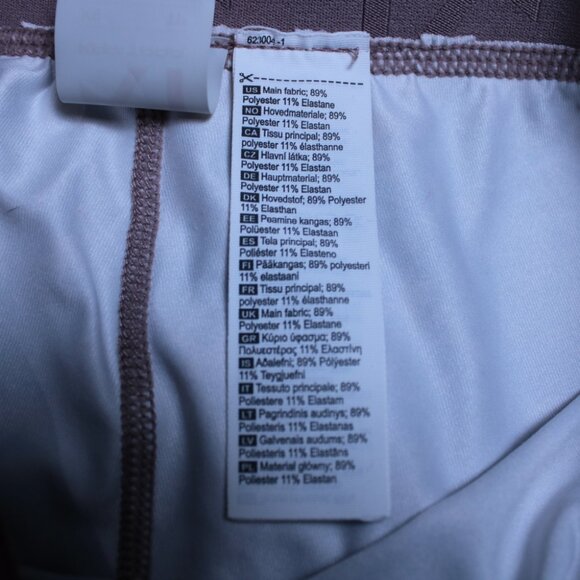 623004-1
US Main fabric; 89%
Polyester 11% Elastane
NO Hovedmateriale; 89%
Polyester 11% Elastan
CA Tissu principal; 89%
polyester 11% élasthanne
CZ Hlavní látka; 89%
Polyester 11% Elastan
DE Hauptmaterial; 89%
Polyester 11% Elastan
DK Hovedstof; 89% Polyester
11% Elasthan
EE Peamine kangas; 89%
Polüester 11% Elastaan
ES Tela principal; 89%
Poliéster 11% Elasteno
FI Pääkangas; 89% polyesteri
11% elastaani
FR Tissu principal; 89%
polyester 11% élasthanne
UK Main fabric; 89%
Polyester 11% Elastane
GR Κύριο ύφασμα; 89%
Πολυεστέρας 11% Ελαστίνη
IS Aðalefni; 89% Pólýester
11% Teygjuefni
IT Tessuto principale; 89%
Poliestere 11% Elastam
LT Pagrindinis audinys; 89%
Poliesteris 11% Elastanas
LV Galvenais audums; 89%
Poliesteris 11% Elastāns
PL Materiał główny; 89%
Poliester 11% Elastan